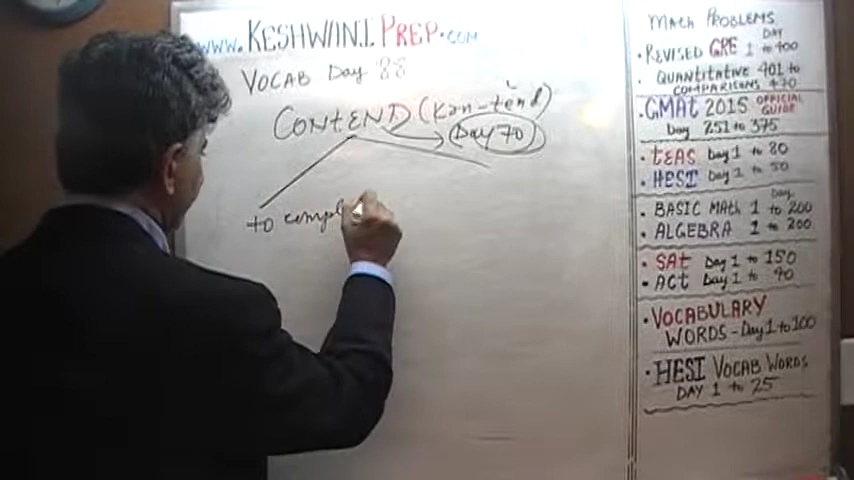 www.KESHWANIPREP.COM
VOCAB Day 88
CONTEND (Kən-tĕnd)
Day 70
to compl
MATH PROBLEMS
DAY
• REVISED GRE 1 to 400
• QUANTITATIVE 401 to
COMPARISONS 470
• GMAT 2015 OFFICIAL GUIDE
Day 251 to 375
• TEAS Day 1 to 80
• HESI Day 1 to 50
Day
• BASIC MATH 1 to 200
• ALGEBRA 1 to 200
• SAT Day 1 to 150
• ACT Day 1 to 90
• VOCABULARY
WORDS - Day 1 to 100
• HESI VOCAB WORDS
DAY 1 to 25